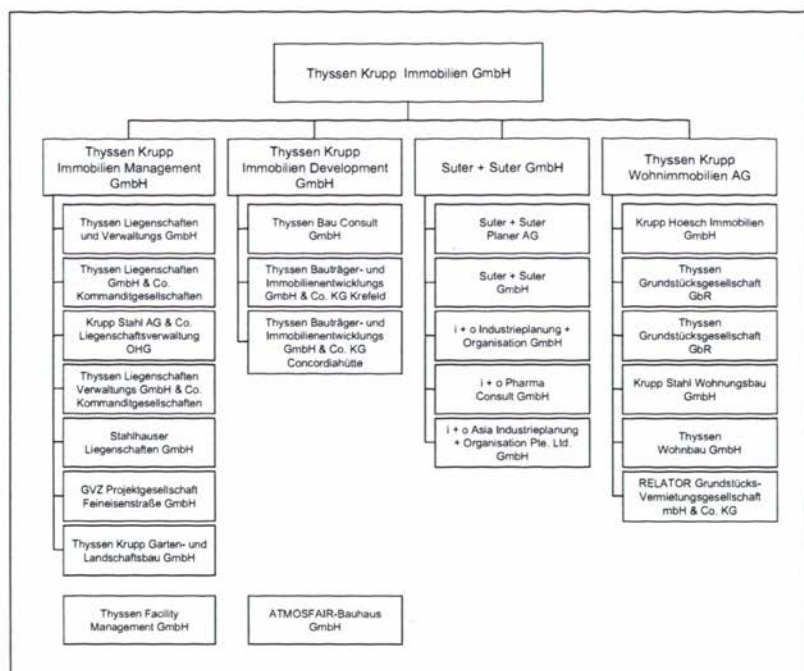 Thyssen Krupp Immobilien GmbH
Thyssen Krupp
Immobilien Management
GmbH
Thyssen Liegenschaften
und Verwaltungs GmbH
Thyssen Liegenschaften
GmbH & Co.
Kommanditgesellschaften
Krupp Stahl AG & Co.
Liegenschaftsverwaltung
OHG
Thyssen Liegenschaften
Verwaltungs GmbH & Co.
Kommanditgesellschaften
Stahlhauser
Liegenschaften GmbH
GVZ Projektgesellschaft
Feineisenstraße GmbH
Thyssen Krupp Garten- und
Landschaftsbau GmbH
Thyssen Facility
Management GmbH
Thyssen Krupp
Immobilien Development
GmbH
Thyssen Bau Consult
GmbH
Thyssen Bauträger- und
Immobilienentwicklungs
GmbH & Co. KG Krefeld
Thyssen Bauträger- und
Immobilienentwicklungs
GmbH & Co. KG
Concordiahütte
ATMOSFAIR-Bauhaus
GmbH
Suter + Suter GmbH
Suter + Suter
Planer AG
Suter + Suter
GmbH
i + o Industrieplanung +
Organisation GmbH
i + o Pharma
Consult GmbH
i + o Asia Industrieplanung
+ Organisation Pte. Ltd.
GmbH
Thyssen Krupp
Wohnimmobilien AG
Krupp Hoesch Immobilien
GmbH
Thyssen
Grundstücksgesellschaft
GbR
Thyssen
Grundstücksgesellschaft
GbR
Krupp Stahl Wohnungsbau
GmbH
Thyssen
Wohnbau GmbH
RELATOR Grundstücks-
Vermietungsgesellschaft
mbH & Co. KG